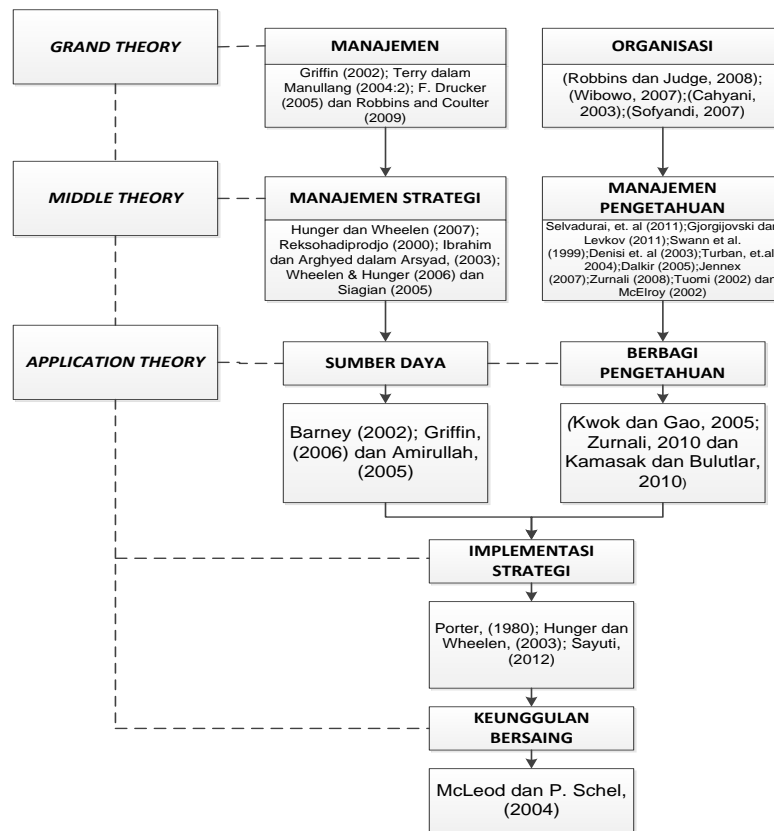 GRAND THEORY
MANAJEMEN
Griffin (2002); Terry dalam
Manullang (2004:2); F. Drucker
(2005) dan Robbins and Coulter
(2009)
ORGANISASI
(Robbins dan Judge, 2008);
(Wibowo, 2007);(Cahyani,
2003);(Sofyandi, 2007)
MIDDLE THEORY
MANAJEMEN STRATEGI
Hunger dan Wheelen (2007);
Reksohadiprodjo (2000); Ibrahim
dan Arghyed dalam Arsyad, (2003);
Wheelen & Hunger (2006) dan
Siagian (2005)
MANAJEMEN
PENGETAHUAN
Selvadurai, et. al (2011);Gjorgijovski dan
Levkov (2011);Swann et al.
(1999);Denisi et. al (2003);Turban, et.al,
2004);Dalkir (2005);Jennex
(2007);Zurnali (2008);Tuomi (2002) dan
McElroy (2002)
APPLICATION THEORY
SUMBER DAYA
Barney (2002); Griffin,
(2006) dan Amirullah,
(2005)
BERBAGI
PENGETAHUAN
(Kwok dan Gao, 2005;
Zurnali, 2010 dan
Kamasak dan Bulutlar,
2010)
IMPLEMENTASI
STRATEGI
Porter, (1980); Hunger dan
Wheelen, (2003); Sayuti,
(2012)
KEUNGGULAN
BERSAING
McLeod dan P. Schel,
(2004)